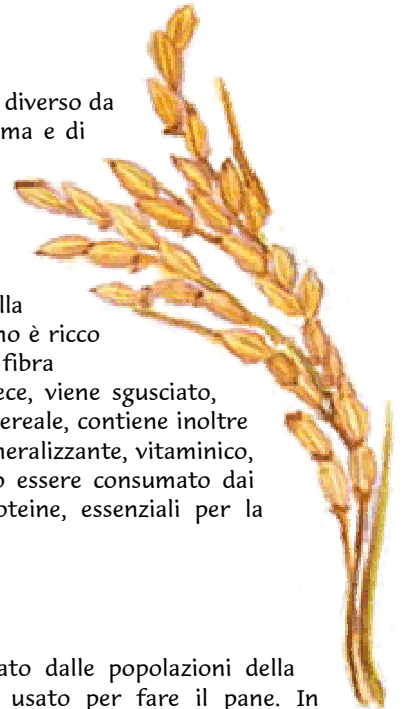 diverso da
ma e di
lla
no è ricco
fibra
ece, viene sgusciato,
cereale, contiene inoltre
neralizzante, vitaminico,
ò essere consumato dai
oteine, essenziali per la
ato dalle popolazioni della
usato per fare il pane. In